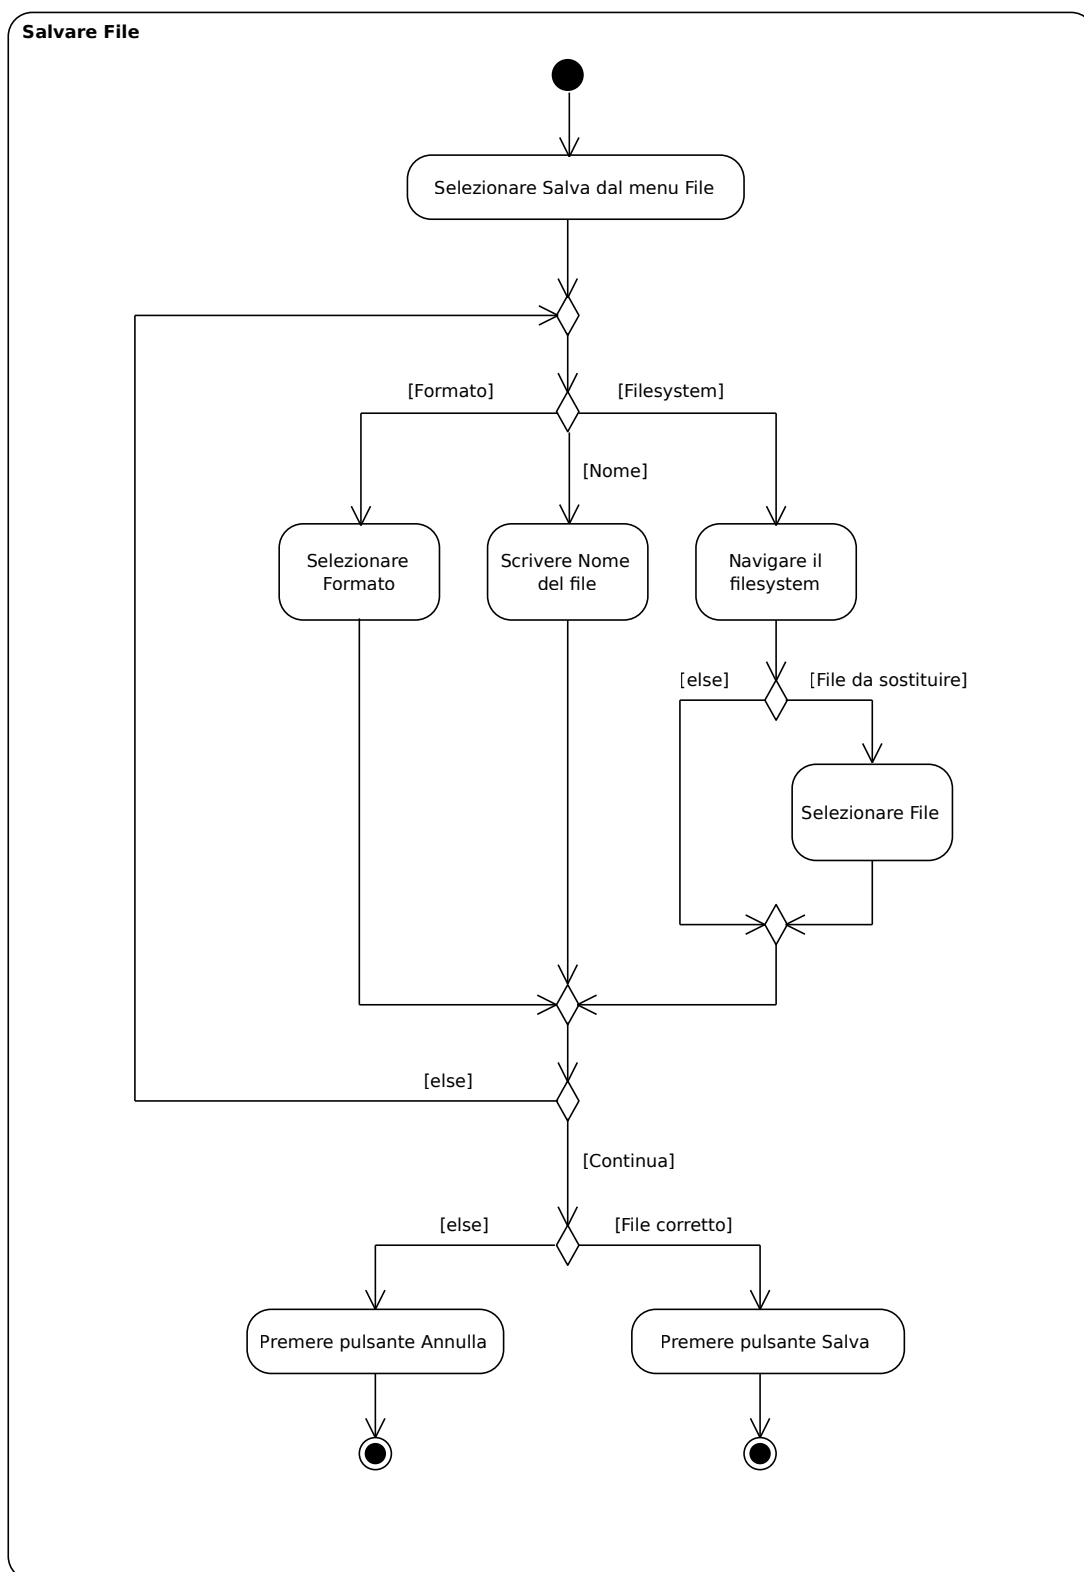 Salvare File
Selezionare Salva dal menu File
[Formato]
[Filesystem]
[Nome]
Selezionare
Formato
Scrivere Nome
del file
Navigare il
filesystem
[else]
[File da sostituire]
Selezionare File
[else]
[Continua]
[else]
[File corretto]
Premere pulsante Annulla
Premere pulsante Salva